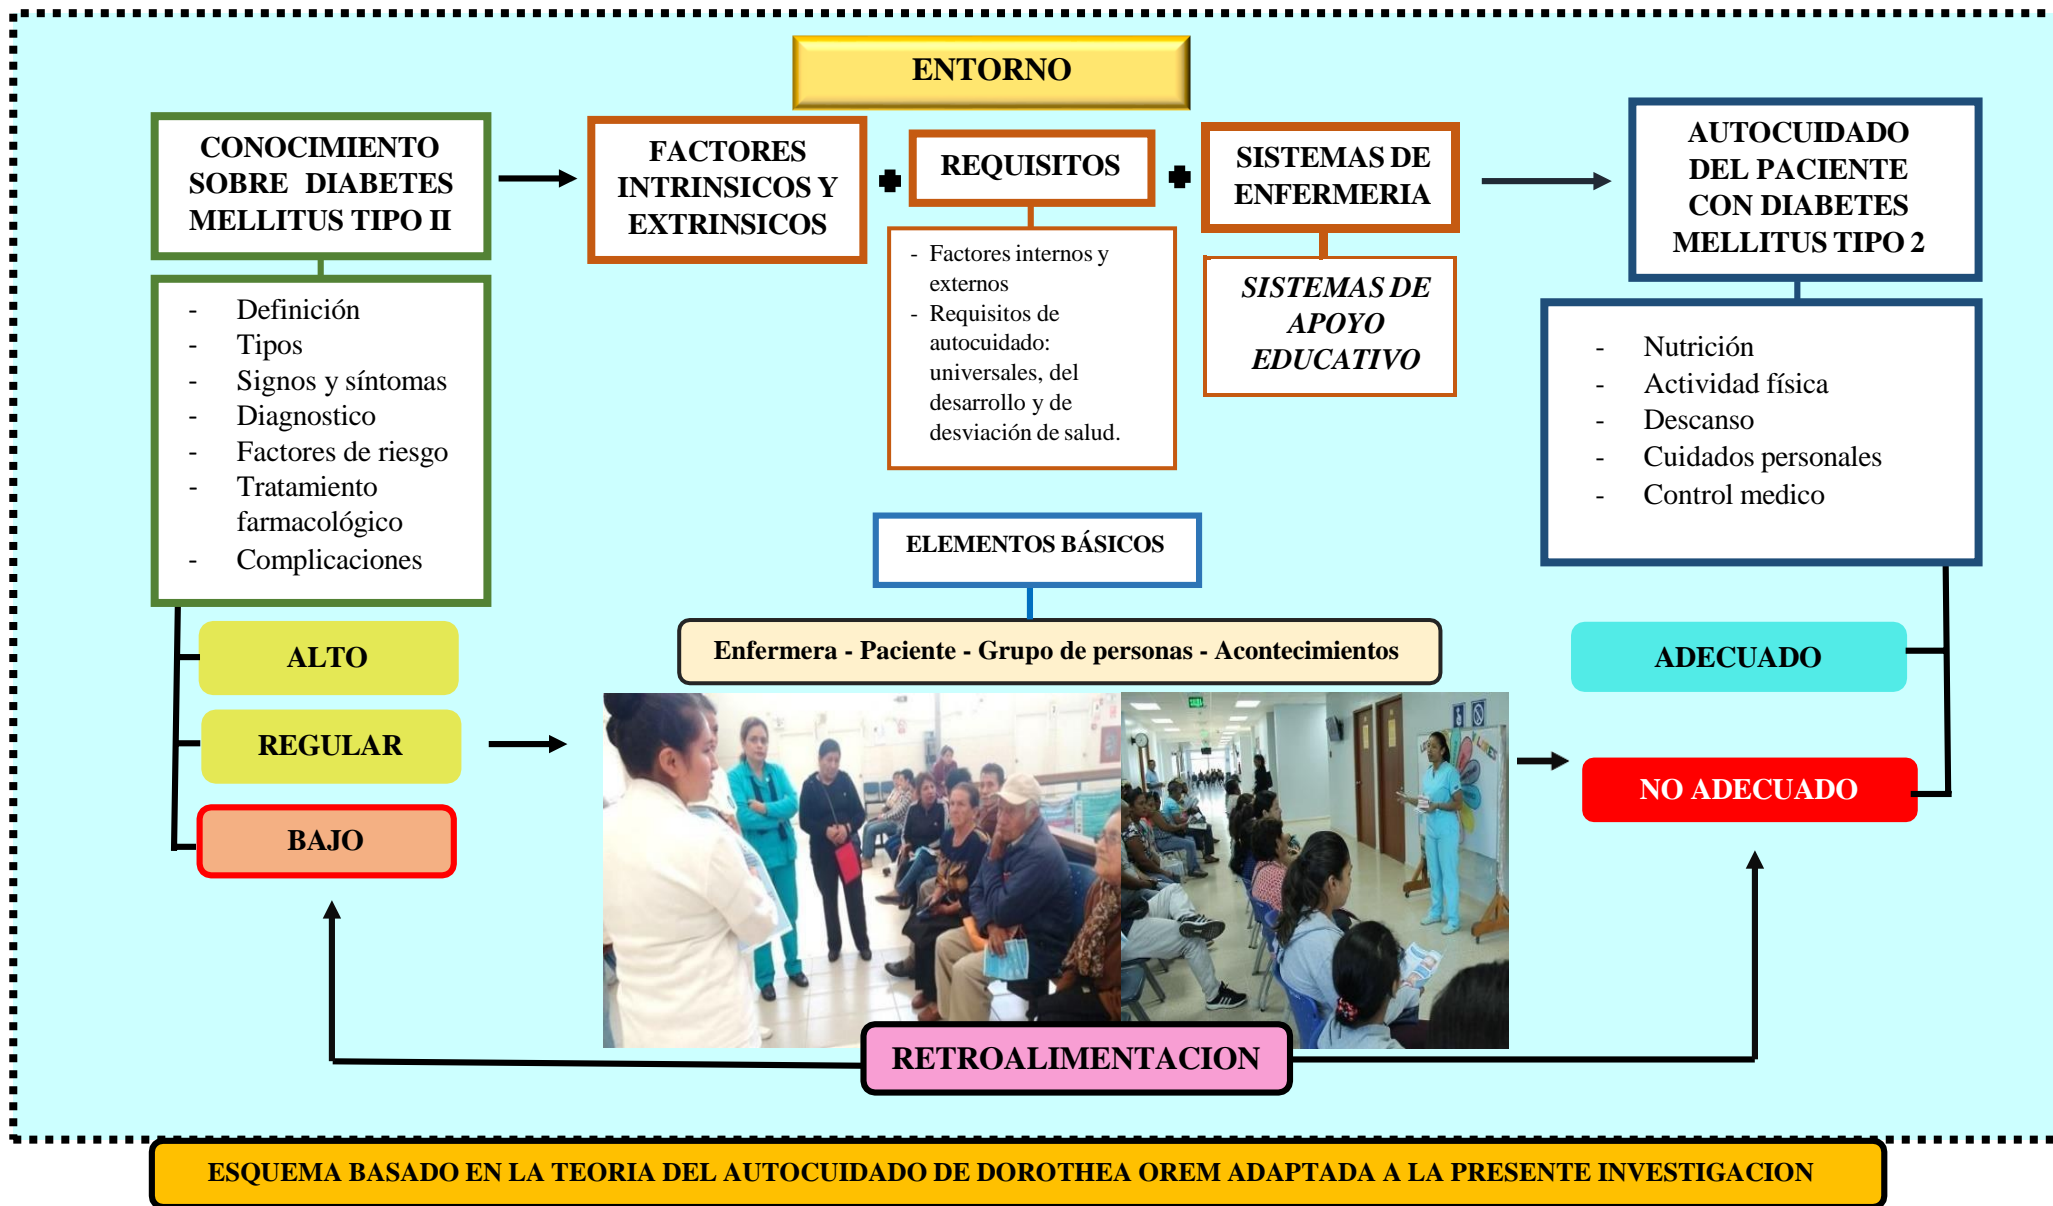 ENTORNO
CONOCIMIENTO
SOBRE DIABETES
MELLITUS TIPO II
FACTORES
INTRINSICOS Y
EXTRINSICOS
REQUISITOS
SISTEMAS DE
ENFERMERIA
AUTOCUIDADO
DEL PACIENTE
CON DIABETES
MELLITUS TIPO 2
- Definición
- Tipos
- Signos y síntomas
- Diagnostico
- Factores de riesgo
- Tratamiento
farmacológico
- Complicaciones
- Factores internos y
externos
- Requisitos de
autocuidado:
universales, del
desarrollo y de
desviación de salud.
SISTEMAS DE
APOYO
EDUCATIVO
- Nutrición
- Actividad física
- Descanso
- Cuidados personales
- Control medico
ELEMENTOS BÁSICOS
Enfermera - Paciente - Grupo de personas - Acontecimientos
ALTO
REGULAR
BAJO
ADECUADO
NO ADECUADO
RETROALIMENTACION
ESQUEMA BASADO EN LA TEORIA DEL AUTOCUIDADO DE DOROTHEA OREM ADAPTADA A LA PRESENTE INVESTIGACION